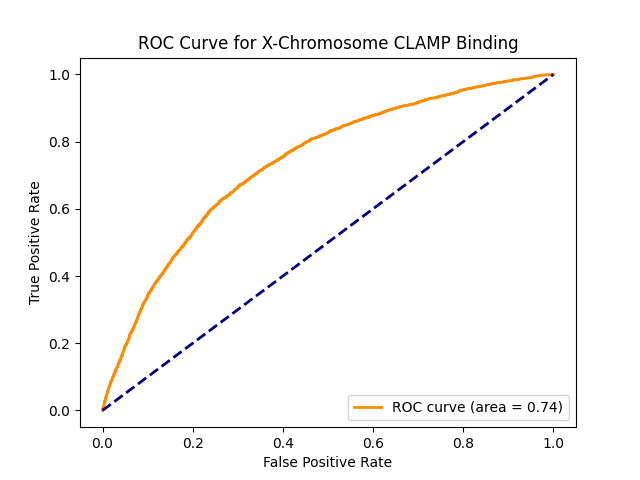 ROC Curve for X-Chromosome CLAMP Binding
True Positive Rate
1.0
0.8
0.6
0.4
0.2
0.0
ROC curve (area = 0.74)
0.0 0.2 0.4 0.6 0.8 1.0
False Positive Rate